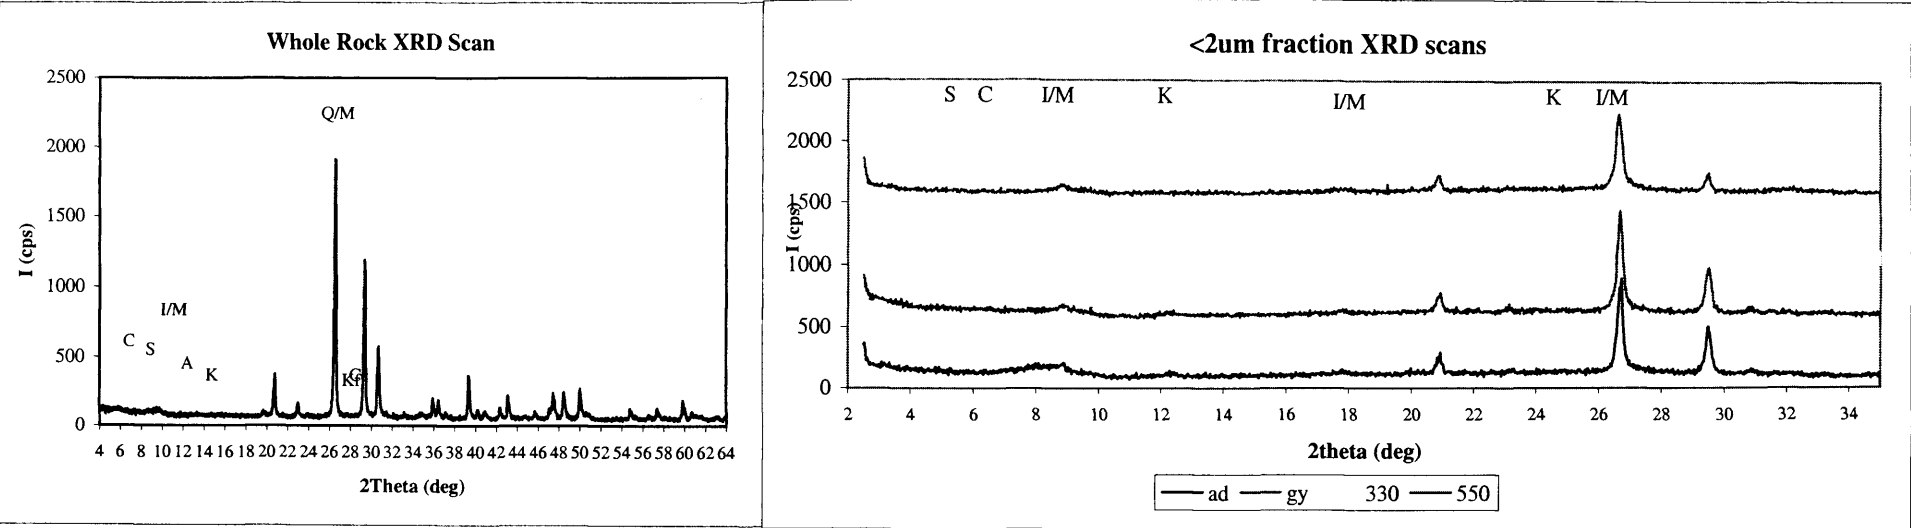 Whole Rock XRD Scan
2500
2000
1500
1000
500
0
I (cps)
Q/M
I/M
C
S
A
K
Kf
4 6 8 10 12 14 16 18 20 22 24 26 28 30 32 34 36 38 40 42 44 46 48 50 52 54 56 58 60 62 64
2Theta (deg)
<2um fraction XRD scans
2500
2000
1500
1000
500
0
I (cps)
S C I/M K I/M K I/M
2 4 6 8 10 12 14 16 18 20 22 24 26 28 30 32 34
2theta (deg)
ad gy 330 550